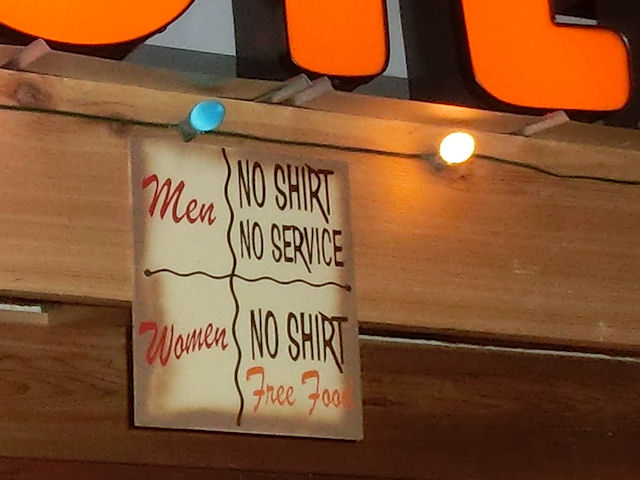 Men
NO SHIRT
NO SERVICE
Women
NO SHIRT
Free Food